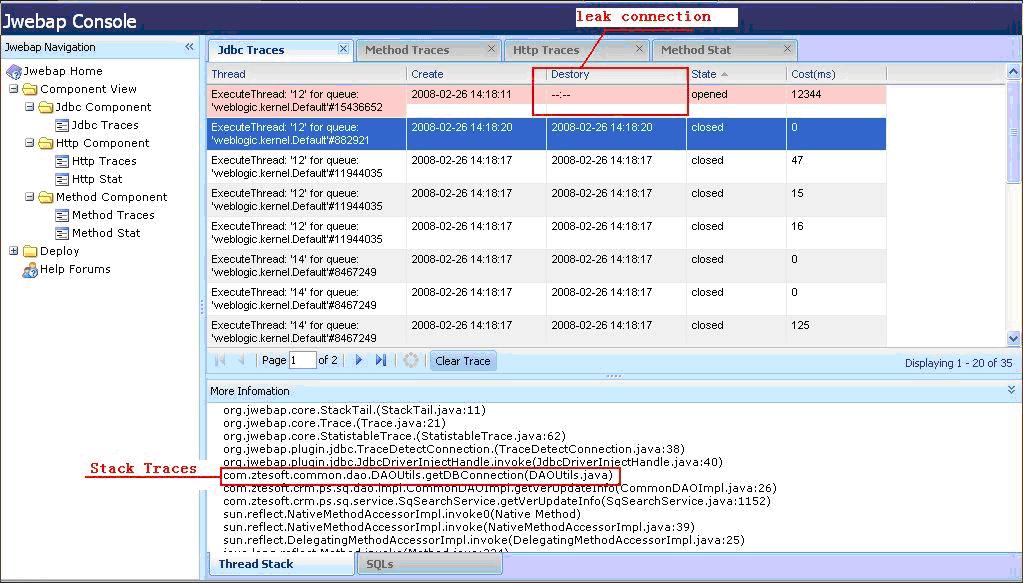 leak connection
Jwebap Console
Jwebap Navigation «
Jdbc Traces Method Traces Http Traces Method Stat
Jwebap Home
Component View
Jdbc Component
Jdbc Traces
Http Component
Http Traces
Http Stat
Method Component
Method Traces
Method Stat
Deploy
Help Forums
Thread Create Destory State Cost(ms)
ExecuteThread: '12' for queue: 2008-02-26 14:18:11 --:-- opened 12344
'weblogic.kernel.Default'#15436652
ExecuteThread: '12' for queue: 2008-02-26 14:18:20 2008-02-26 14:18:20 closed 0
'weblogic.kernel.Default'#882921
ExecuteThread: '12' for queue: 2008-02-26 14:18:17 2008-02-26 14:18:17 closed 47
'weblogic.kernel.Default'#11944035
ExecuteThread: '12' for queue: 2008-02-26 14:18:17 2008-02-26 14:18:17 closed 15
'weblogic.kernel.Default'#11944035
ExecuteThread: '12' for queue: 2008-02-26 14:18:17 2008-02-26 14:18:17 closed 16
'weblogic.kernel.Default'#11944035
ExecuteThread: '14' for queue: 2008-02-26 14:18:17 2008-02-26 14:18:17 closed 0
'weblogic.kernel.Default'#8467249
ExecuteThread: '14' for queue: 2008-02-26 14:18:17 2008-02-26 14:18:17 closed 0
'weblogic.kernel.Default'#8467249
ExecuteThread: '14' for queue: 2008-02-26 14:18:17 2008-02-26 14:18:17 closed 125
'weblogic.kernel.Default'#8467249
Page 1 of 2 Clear Trace Displaying 1 - 20 of 35
More Infomation
org.jwebap.core.StackTail.(StackTail.java:11)
org.jwebap.core.Trace.(Trace.java:21)
org.jwebap.core.StatistableTrace.(StatistableTrace.java:62)
org.jwebap.plugin.jdbc.TraceDetectConnection.(TraceDetectConnection.java:38)
org.jwebap.plugin.jdbc.JdbcDriverInjectHandle.invoke(JdbcDriverInjectHandle.java:40)
Stack Traces
com.ztesoft.common.dao.DAOUtils.getDBConnection(DAOUtils.java)
com.ztesoft.crm.ps.sq.dao.impl.CommonDAOImpl.getVerUpdateInfo(CommonDAOImpl.java:26)
com.ztesoft.crm.ps.sq.service.SqSearchService.getVerUpdateInfo(SqSearchService.java:1152)
sun.reflect.NativeMethodAccessorImpl.invoke0(Native Method)
sun.reflect.NativeMethodAccessorImpl.invoke(NativeMethodAccessorImpl.java:39)
sun.reflect.DelegatingMethodAccessorImpl.invoke(DelegatingMethodAccessorImpl.java:25)
java.lang.reflect.Method.invoke(Method.java:324)
Thread Stack SQLs